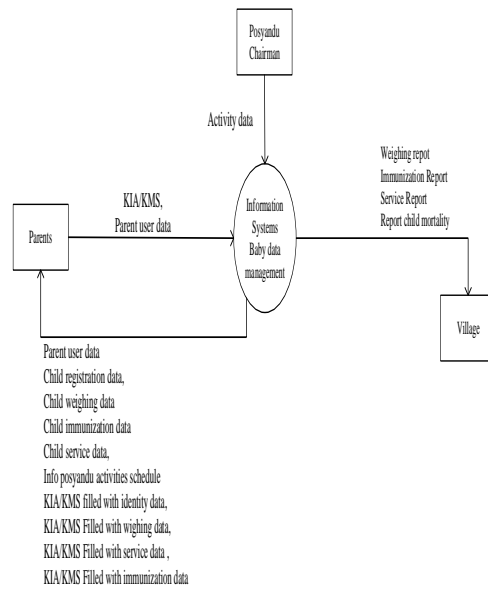 Posyandu
Chairman
Activity data
Weighing repot
Immunization Report
Service Report
Report child mortality
KIA/KMS,
Parent user data
Parents
Information
Systems
Baby data
management
Village
Parent user data
Child registration data,
Child weighing data
Child immunization data
Child service data,
Info posyandu activities schedule
KIA/KMS filled with identity data,
KIA/KMS Filled with wighing data,
KIA/KMS Filled with service data ,
KIA/KMS Filled with immunization data